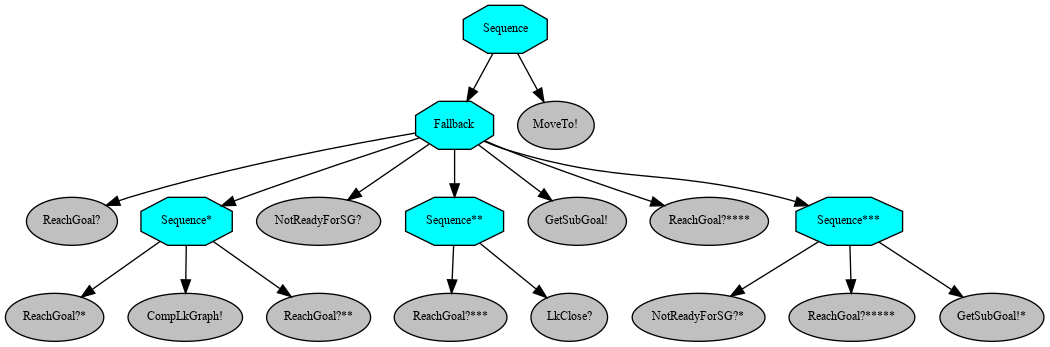 Sequence
Fallback
MoveTo!
ReachGoal?
Sequence*
NotReadyForSG?
Sequence**
GetSubGoal!
ReachGoal?****
Sequence***
ReachGoal?*
CompLkGraph!
ReachGoal?**
ReachGoal?***
LkClose?
NotReadyForSG?*
ReachGoal?*****
GetSubGoal!*